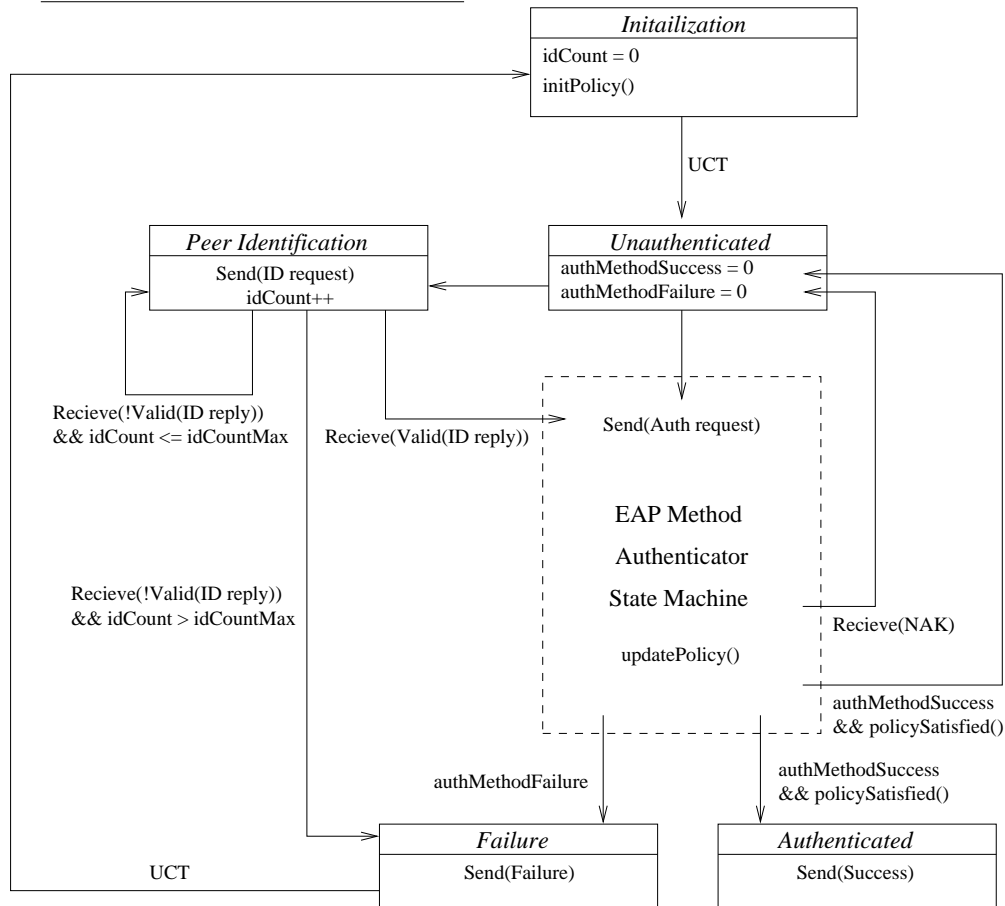 Initailization
idCount = 0
initPolicy()
UCT
Peer Identification
Send(ID request)
idCount++
Unauthenticated
authMethodSuccess = 0
authMethodFailure = 0
Recieve(!Valid(ID reply))
&& idCount <= idCountMax
Recieve(Valid(ID reply))
Send(Auth request)
EAP Method
Authenticator
State Machine
updatePolicy()
Recieve(!Valid(ID reply))
&& idCount > idCountMax
Recieve(NAK)
authMethodSuccess
&& policySatisfied()
authMethodFailure
authMethodSuccess
&& policySatisfied()
UCT
Failure
Send(Failure)
Authenticated
Send(Success)